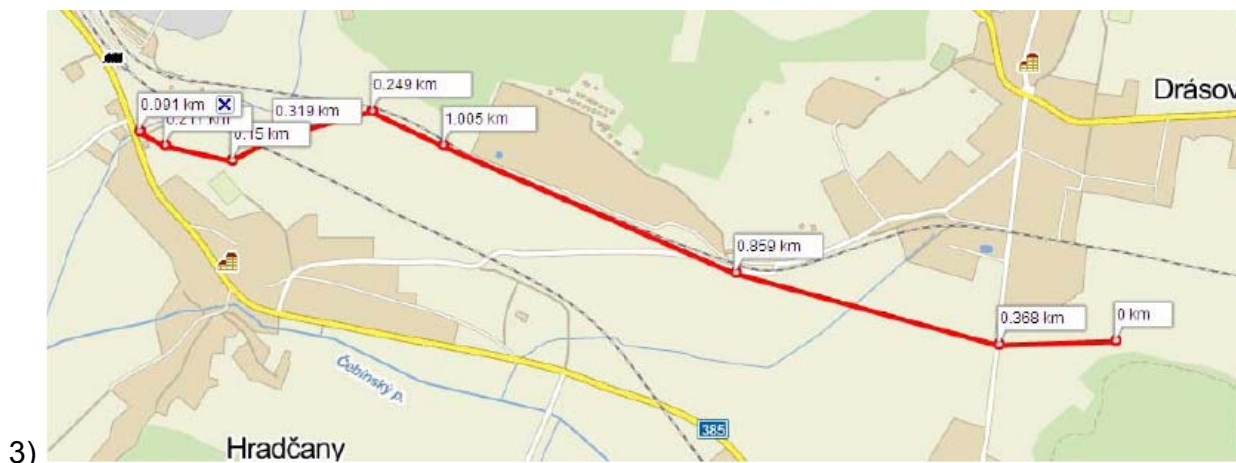 0.249 km
Drásov
0.091 km
0.319 km
0.15 km
1.005 km
0.859 km
0.368 km
0 km
Čebínský p.
385
3)
Hradčany